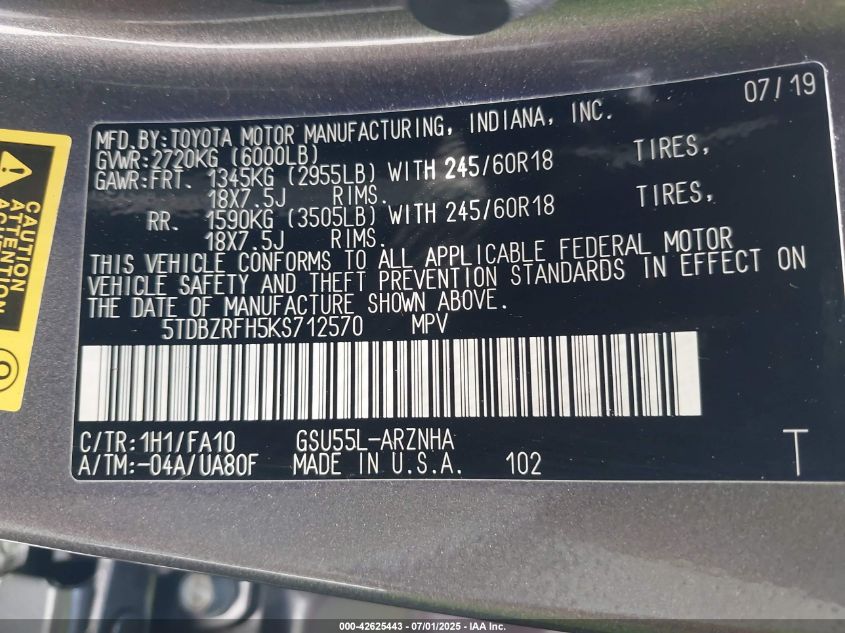 07/19
MFD.BY:TOYOTA MOTOR MANUFACTURING, INDIANA, INC.
GVWR:2720KG (6000LB)
GAWR:FRT. 1345KG (2955LB) WITH 245/60R18 TIRES,
18X7.5J RIMS.
RR. 1590KG (3505LB) WITH 245/60R18 TIRES,
18X7.5J RIMS.
THIS VEHICLE CONFORMS TO ALL APPLICABLE FEDERAL MOTOR
VEHICLE SAFETY AND THEFT PREVENTION STANDARDS IN EFFECT ON
THE DATE OF MANUFACTURE SHOWN ABOVE.
5TDBZRFH5KS712570 MPV
C/TR:1H1/FA10 GSU55L-ARZNHA T
A/TM:-04A/UA80F MADE IN U.S.A. 102
CAUTION
ATTENTION
000-42625443 - 07/01/2025 - IAA Inc.